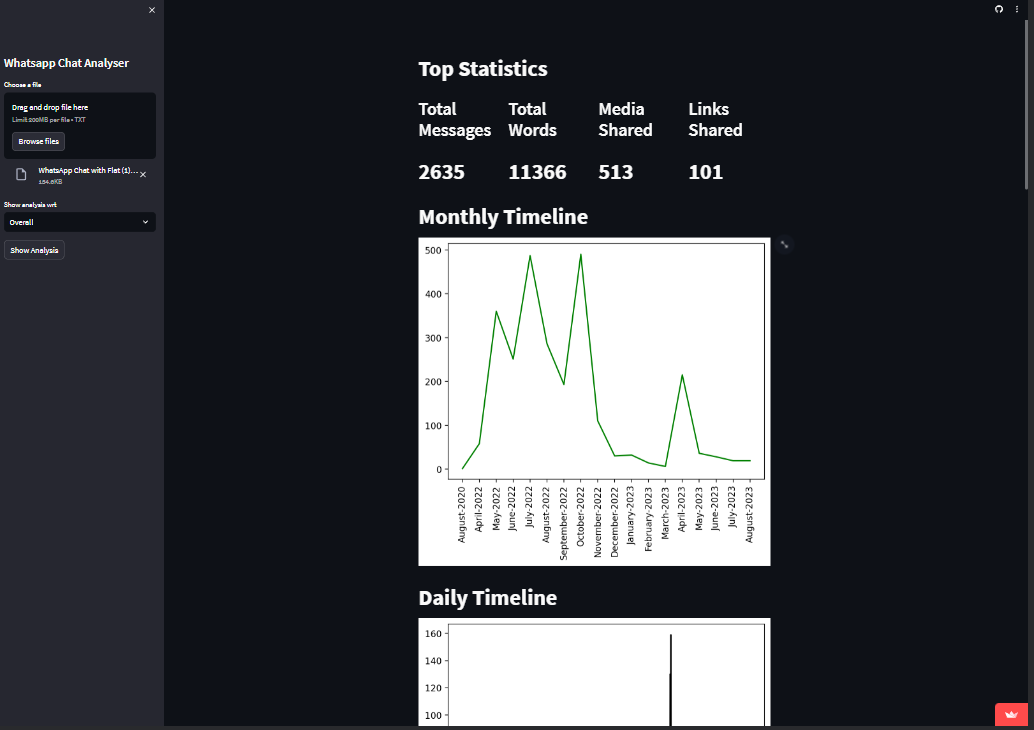 Whatsapp Chat Analyser
Choose a file
Drag and drop file here
Limit 200MB per file • TXT
Browse files
WhatsApp Chat with Flat (1)...
184.6KB
Show analysis wrt
Overall
Show Analysis
Top Statistics
Total Messages
Total Words
Media Shared
Links Shared
2635
11366
513
101
Monthly Timeline
500
400
300
200
100
0
August-2020
April-2022
May-2022
June-2022
July-2022
August-2022
September-2022
October-2022
November-2022
December-2022
January-2023
February-2023
March-2023
April-2023
May-2023
June-2023
July-2023
August-2023
Daily Timeline
160
140
120
100